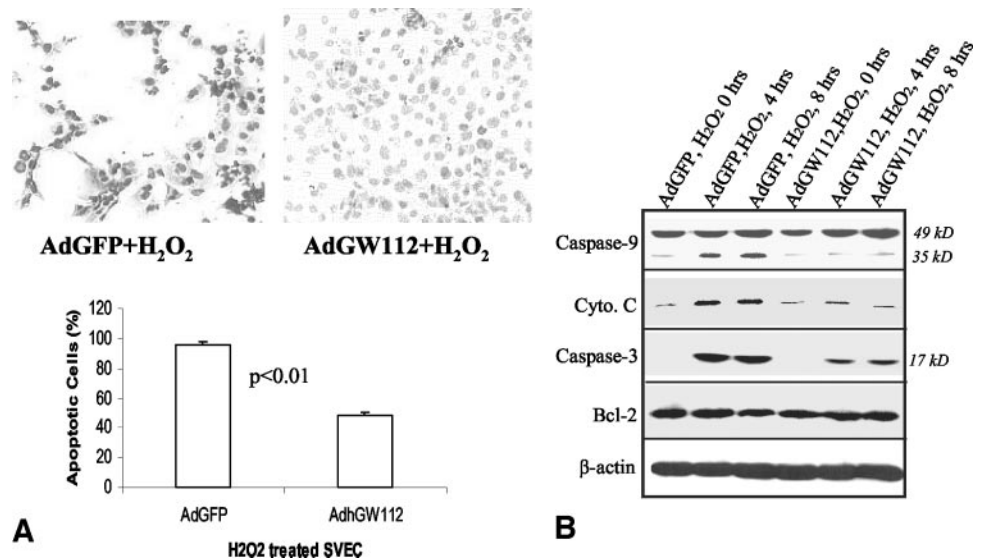 AdGFP+H₂O₂
AdGW112+H₂O₂
Apoptotic Cells (%)
120
100
80
60
40
20
0
p<0.01
AdGFP
AdhGW112
H2O2 treated SVEC
A
AdGFP, H₂O₂ 0 hrs
AdGFP,H₂O₂, 4 hrs
AdGFP, H₂O₂, 8 hrs
AdGW112,H₂O₂, 0 hrs
AdGW112, H₂O₂, 4 hrs
AdGW112, H₂O₂, 8 hrs
Caspase-9
49 kD
35 kD
Cyto. C
Caspase-3
17 kD
Bcl-2
β-actin
B